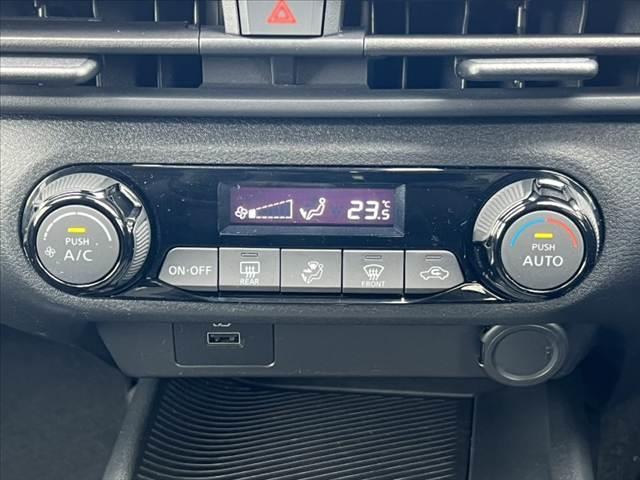 23.5 °C
PUSH
A/C
ON·OFF
REAR
FRONT
PUSH
AUTO